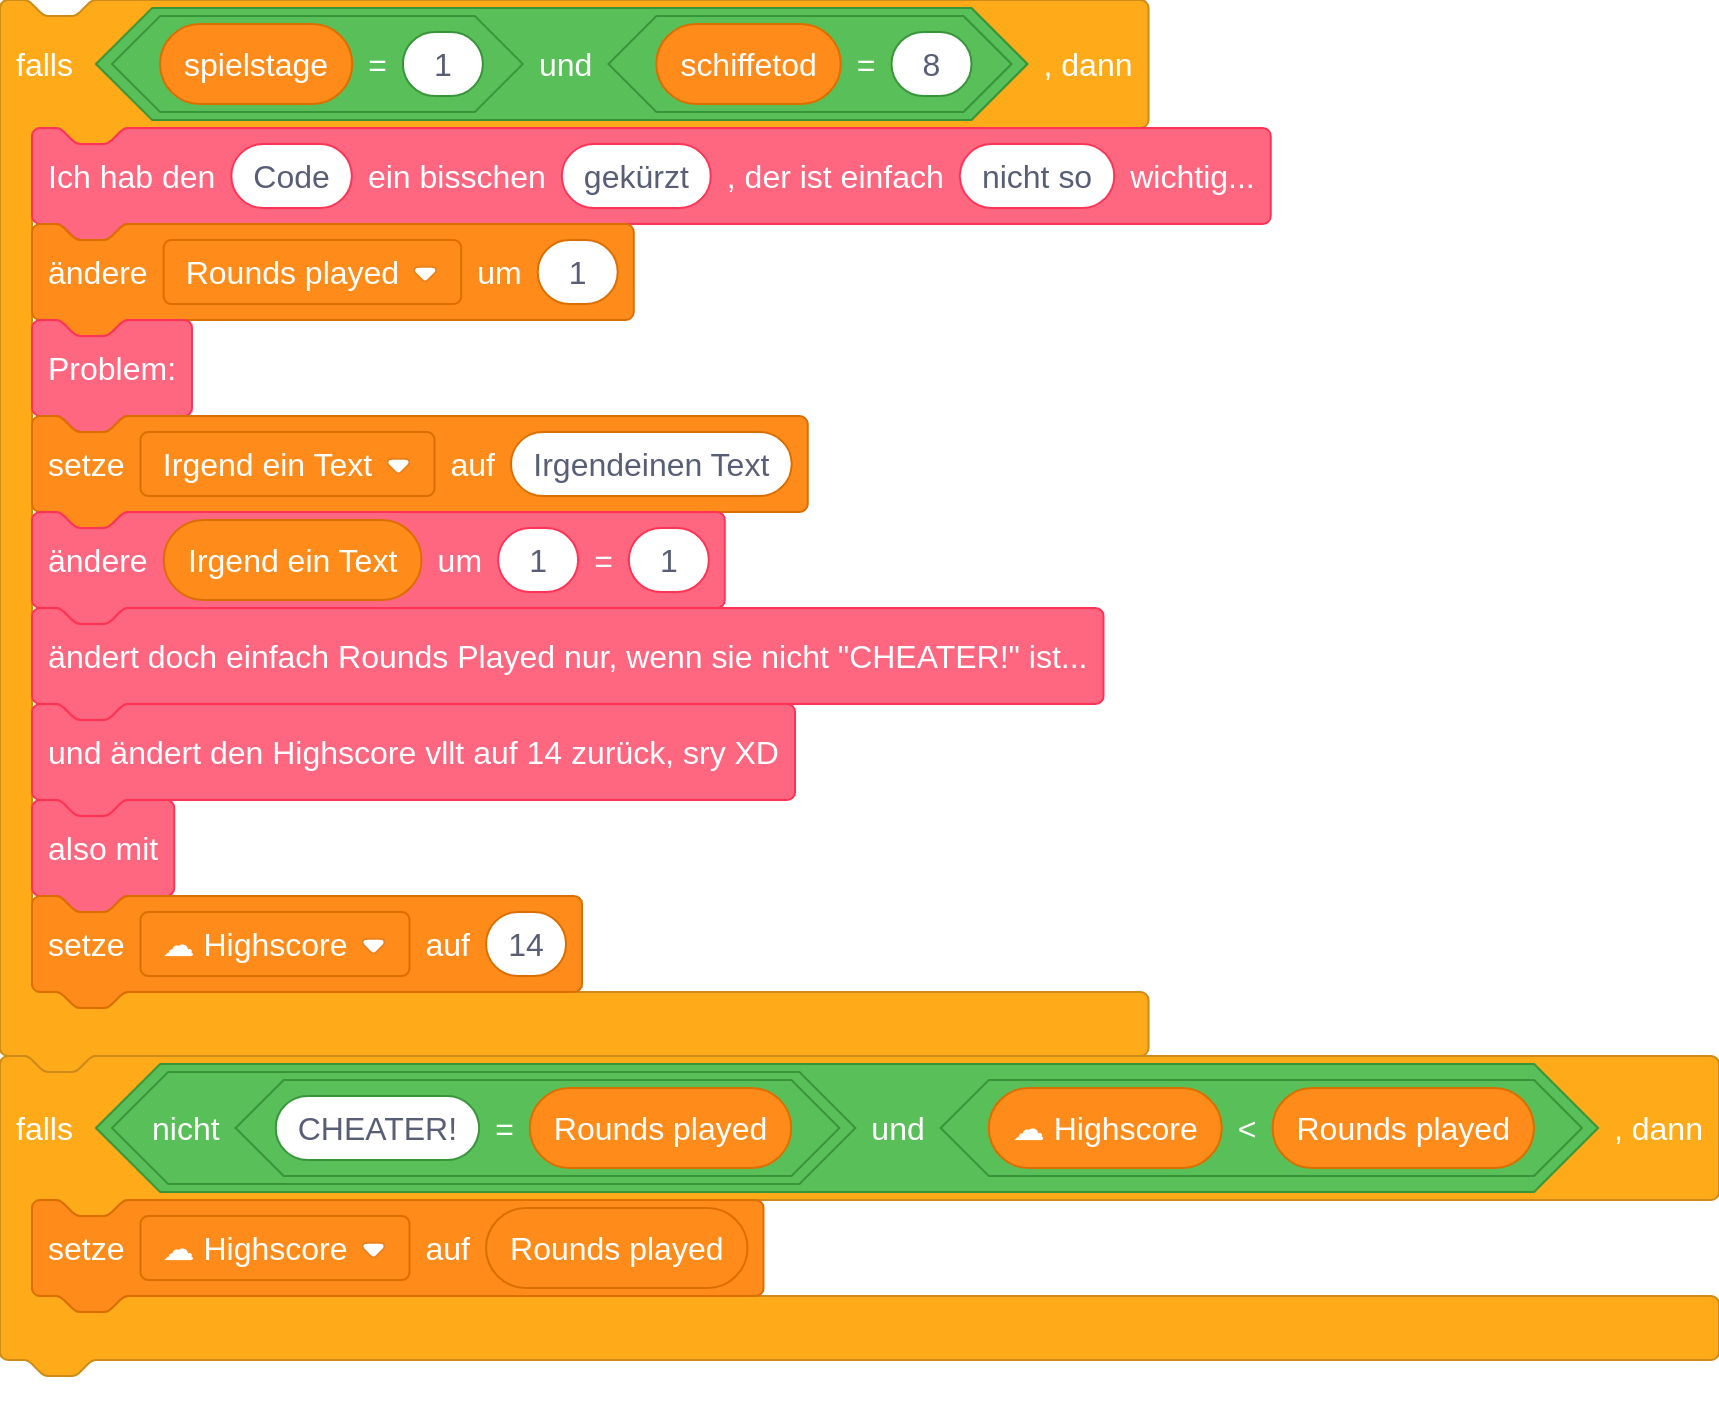 falls spielstage = 1 und schiffetod = 8 , dann
Ich hab den Code ein bisschen gekürzt , der ist einfach nicht so wichtig...
ändere Rounds played um 1
Problem:
setze Irgend ein Text auf Irgendeinen Text
ändere Irgend ein Text um 1 = 1
ändert doch einfach Rounds Played nur, wenn sie nicht "CHEATER!" ist...
und ändert den Highscore vllt auf 14 zurück, sry XD
also mit
setze ☁ Highscore auf 14
falls nicht CHEATER! = Rounds played und ☁ Highscore < Rounds played , dann
setze ☁ Highscore auf Rounds played